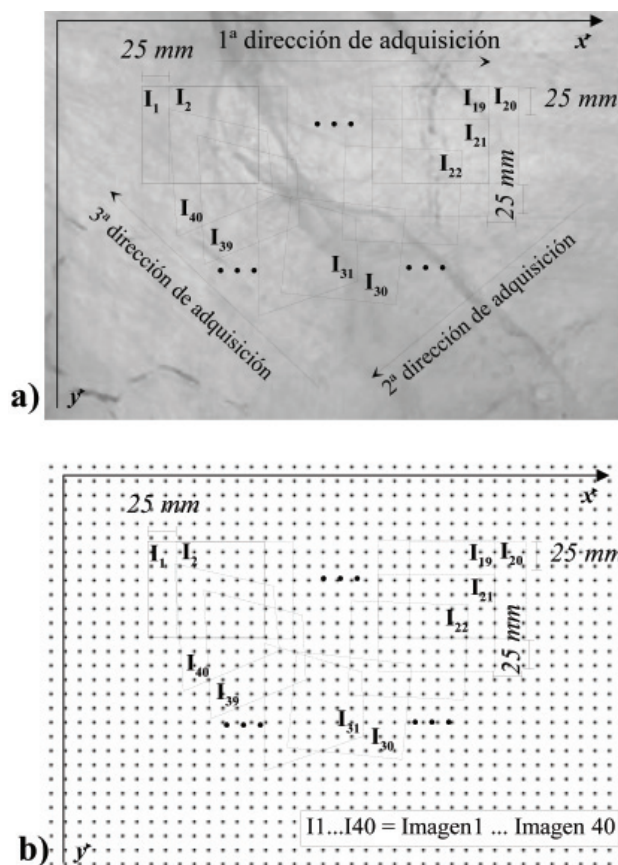 x
1ª dirección de adquisición
25 mm
I1 I2 ... I19 I20 25 mm
I21
I22
25 mm
I40
I39
... I31 I30 ...
3ª dirección de adquisición
2ª dirección de adquisición
a) y
x
25 mm
I1 I2 ... I19 I20 25 mm
I21
I22
25 mm
I40
I39
... I31 I30 ...
I1...I40 = Imagen1 ... Imagen 40
b) y